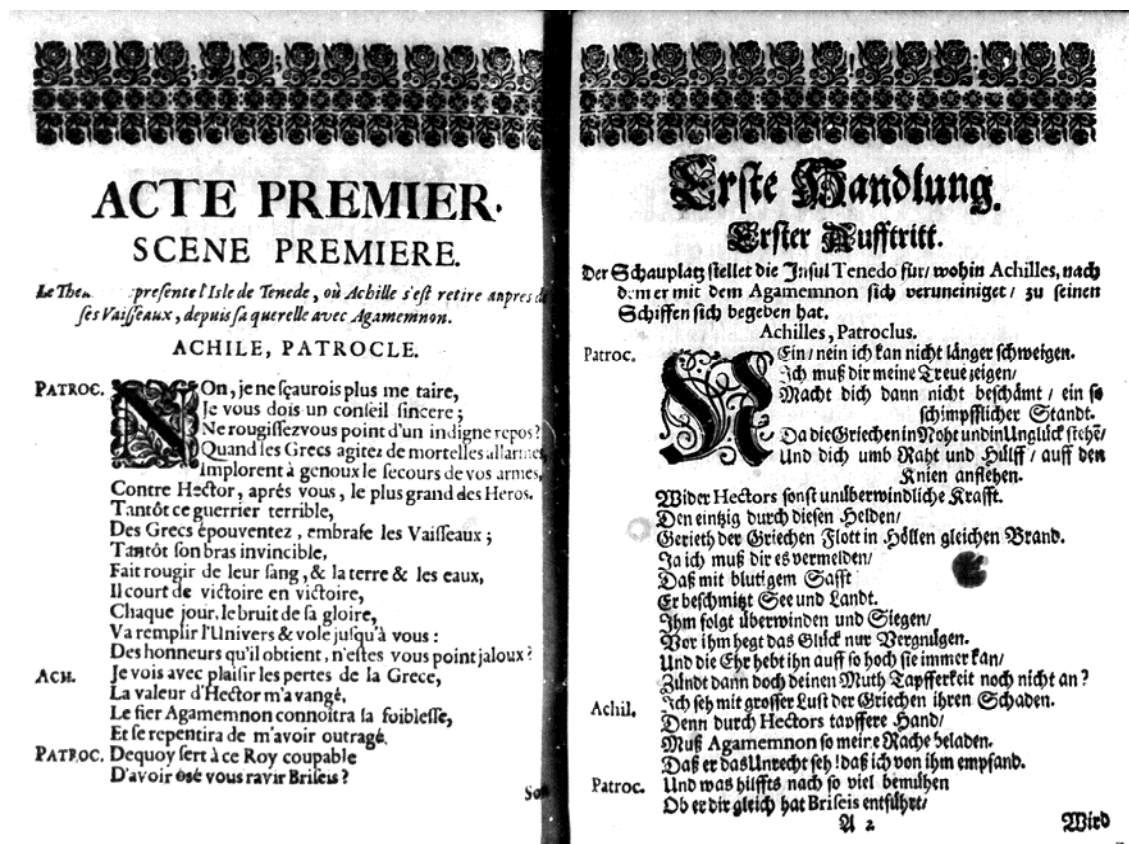 ACTE PREMIER.
SCENE PREMIERE.
Le The presente l'Isle de Tenede, où Achille s'est retire anpres de
ses Vaisseaux, depuis sa querelle avec Agamemnon.
ACHILE, PATROCLE.
PATROC. NOn, je ne sçaurois plus me taire,
Je vous dois un conseil sincere;
Ne rougissezvous point d'un indigne repos?
Quand les Grecs agitez de mortelles allarmes,
Implorent à genoux le secours de vos armes,
Contre Hector, aprés vous, le plus grand des Heros.
Tantôt ce guerrier terrible,
Des Grecs épouventez, embrase les Vaisseaux;
Tantôt son bras invincible,
Fait rougir de leur sang, & la terre & les eaux,
Il court de victoire en victoire,
Chaque jour, le bruit de sa gloire,
Va remplir l'Univers & vole jusqu'à vous:
Des honneurs qu'il obtient, n'estes vous point jaloux?
ACH. Je vois avec plaisir les pertes de la Grece,
La valeur d'Hector m'a vangé,
Le fier Agamemnon connoîtra sa foiblesse,
Et se repentira de m'avoir outragé.
PATROC. Dequoy sert à ce Roy coupable
D'avoir osé vous ravir Briseis?
Son
Erste Handlung.
Erster Aufftritt.
Der Schauplatz stellet die Insul Tenedo für/ wohin Achilles, nach
dem er mit dem Agamemnon sich veruneiniget/ zu seinen
Schiffen sich begeben hat.
Achilles, Patroclus.
Patroc. NEin/ nein ich kan nicht länger schweigen.
Ich muß dir meine Treue zeigen/
Macht dich dann nicht beschämt/ ein so
schimpfflicher Standt.
Da die Griechen in Noht und in Unglück stehẽ/
Und dich umb Raht und Hülff/ auff den
Knien anflehen.
Wider Hectors sonst unüberwindliche Krafft.
Den eintzig durch diesen Helden/
Gerieth der Griechen Flott in Höllen gleichen Brand.
Ja ich muß dir es vermelden/
Daß mit blutigem Safft
Er beschmitzt See und Landt.
Ihm folgt überwinden und Siegen/
Vor ihm hegt das Glück nur Vergnügen.
Und die Ehr hebt ihn auff so hoch sie immer kan/
Zündt dann doch deinen Muth Tapfferkeit noch nicht an?
Achil. Ich seh mit grosser Lust der Griechen ihren Schaden.
Denn durch Hectors tapffere Hand/
Muß Agamemnon so meine Rache beladen.
Daß er das Unrecht seh! daß ich von ihm empfand.
Patroc. Und was hilffts nach so viel bemühen
Ob er dir gleich hat Briseis entführt/
A 2
Wird